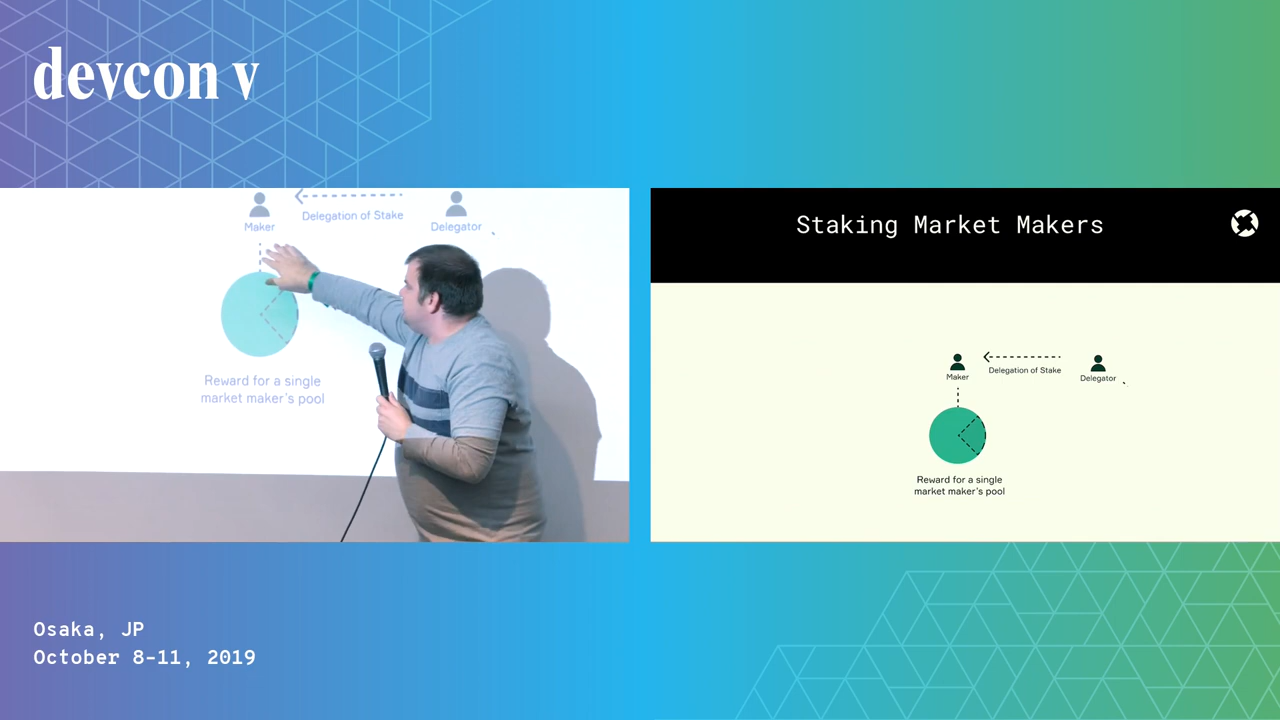 devcon v
Maker
Delegation of Stake
Delegator
Reward for a single
market maker's pool
Staking Market Makers
Maker
Delegation of Stake
Delegator
Reward for a single
market maker's pool
Osaka, JP
October 8-11, 2019